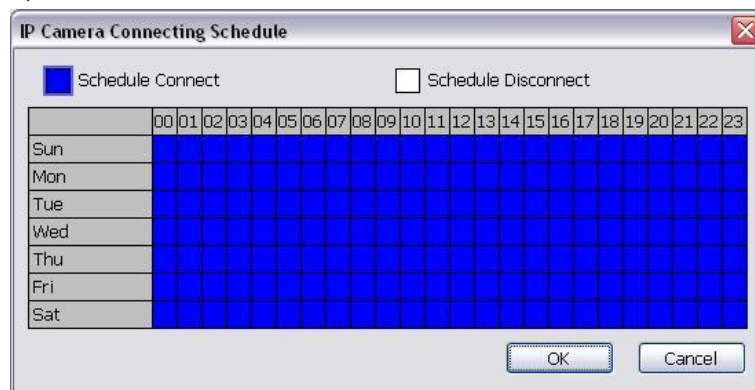 IP Camera Connecting Schedule
Schedule Connect Schedule Disconnect
00 01 02 03 04 05 06 07 08 09 10 11 12 13 14 15 16 17 18 19 20 21 22 23
Sun
Mon
Tue
Wed
Thu
Fri
Sat
OK Cancel